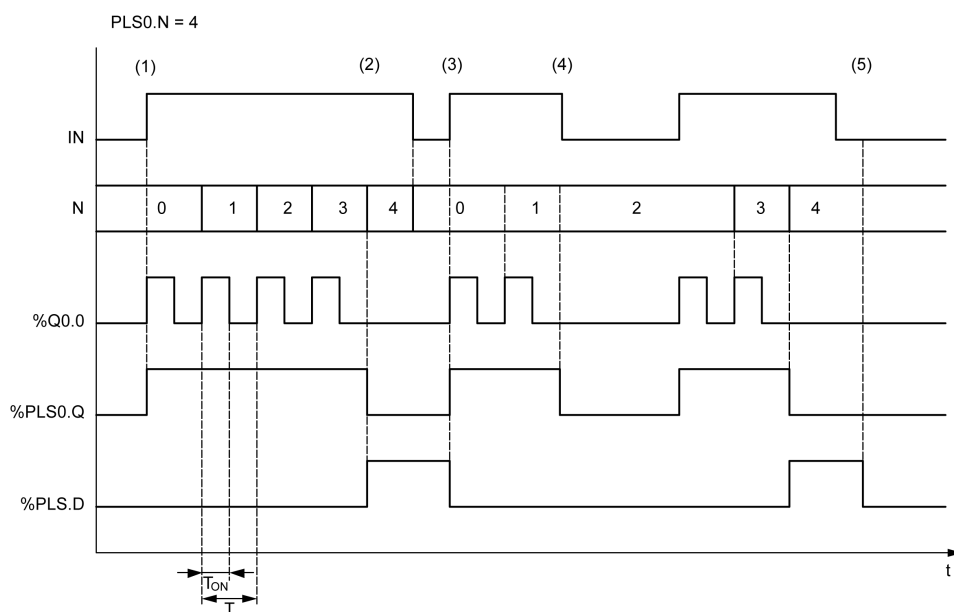 PLS0.N = 4
(1) (2) (3) (4) (5)
IN
N 0 1 2 3 4 0 1 2 3 4
%Q0.0
%PLS0.Q
%PLS.D
t
TON
T